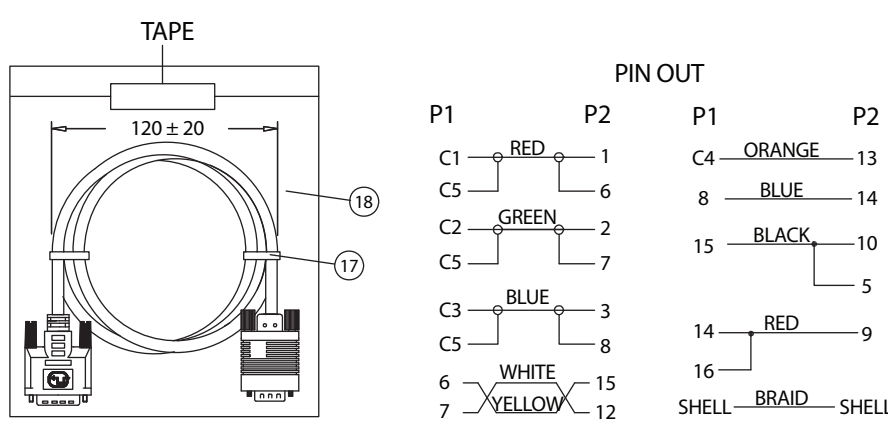 TAPE
120 ± 20
18
17
PIN OUT
P1 P2
C1 RED 1
C5 6
C2 GREEN 2
C5 7
C3 BLUE 3
C5 8
6 WHITE 15
7 YELLOW 12
P1 P2
C4 ORANGE 13
8 BLUE 14
15 BLACK 10
5
14 RED 9
16
SHELL BRAID SHELL